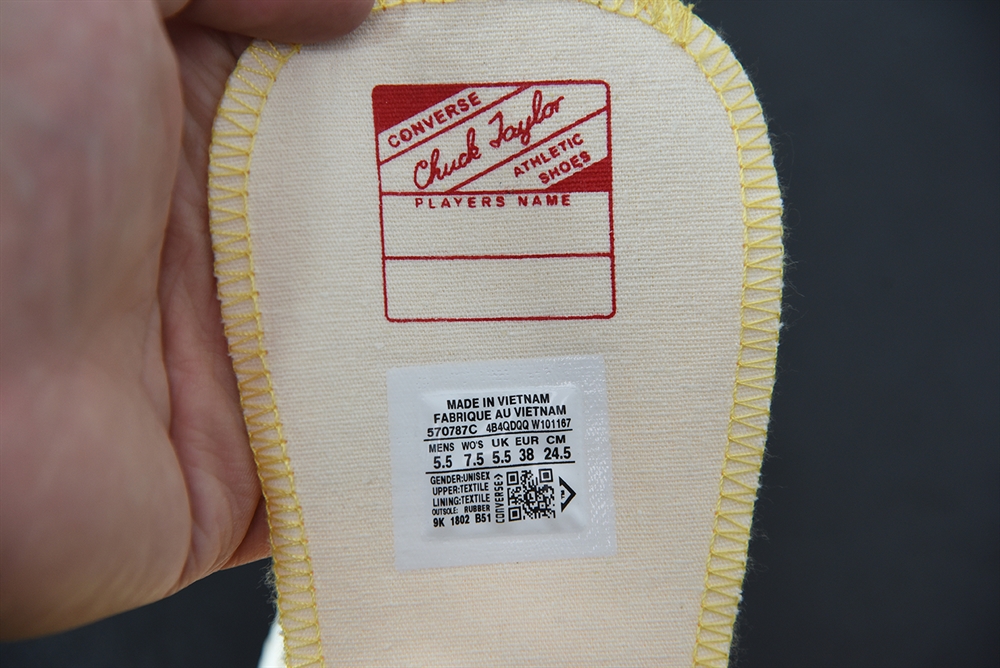 CONVERSE
Chuck Taylor
ATHLETIC
SHOES
PLAYERS NAME
MADE IN VIETNAM
FABRIQUE AU VIETNAM
570787C 4B4QDQQ W101167
MENS WO'S UK EUR CM
5.5 7.5 5.5 38 24.5
GENDER:UNISEX
UPPER:TEXTILE
LINING:TEXTILE
OUTSOLE: RUBBER
9K 1802 B51
CONVERSE